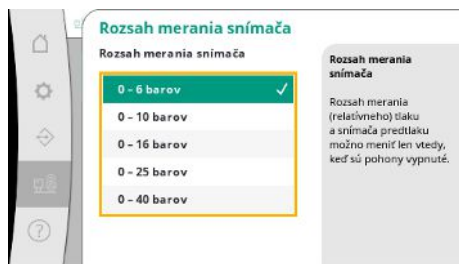 Rozsah merania snímača
Rozsah merania snímača
0 – 6 barov
0 – 10 barov
0 – 16 barov
0 – 25 barov
0 – 40 barov
Rozsah merania
snímača
Rozsah merania
(relatívneho) tlaku
a snímača predtlaku
možno meniť len vtedy,
keď sú pohony vypnuté.